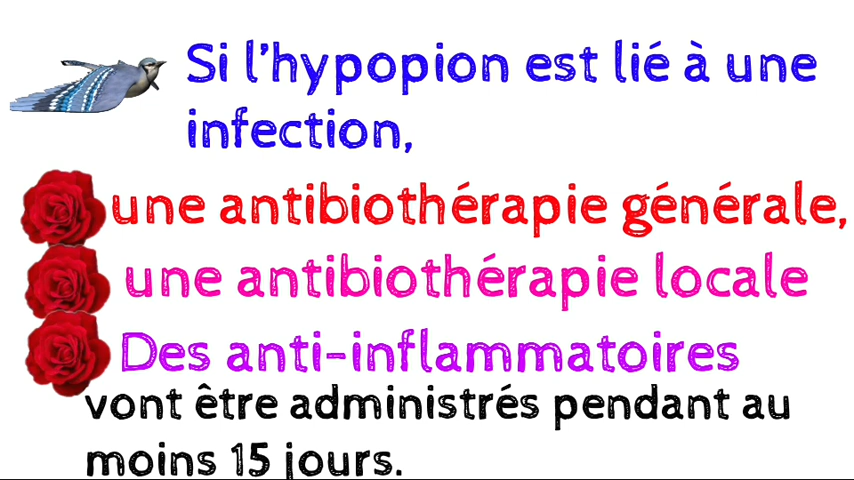 Si l'hypopion est lié à une
infection,
une antibiothérapie générale,
une antibiothérapie locale
Des anti-inflammatoires
vont être administrés pendant au
moins 15 jours.